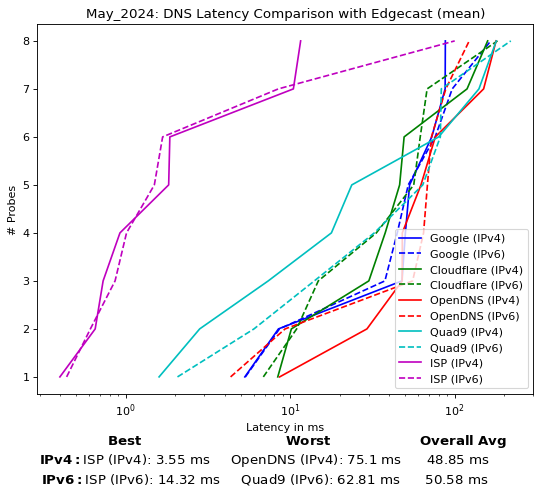 May_2024: DNS Latency Comparison with Edgecast (mean)
8
7
6
5
4
3
2
1
# Probes
Google (IPv4)
Google (IPv6)
Cloudflare (IPv4)
Cloudflare (IPv6)
OpenDNS (IPv4)
OpenDNS (IPv6)
Quad9 (IPv4)
Quad9 (IPv6)
ISP (IPv4)
ISP (IPv6)
10⁰ 10¹ 10²
Latency in ms
Best Worst Overall Avg
IPv4: ISP (IPv4): 3.55 ms OpenDNS (IPv4): 75.1 ms 48.85 ms
IPv6: ISP (IPv6): 14.32 ms Quad9 (IPv6): 62.81 ms 50.58 ms